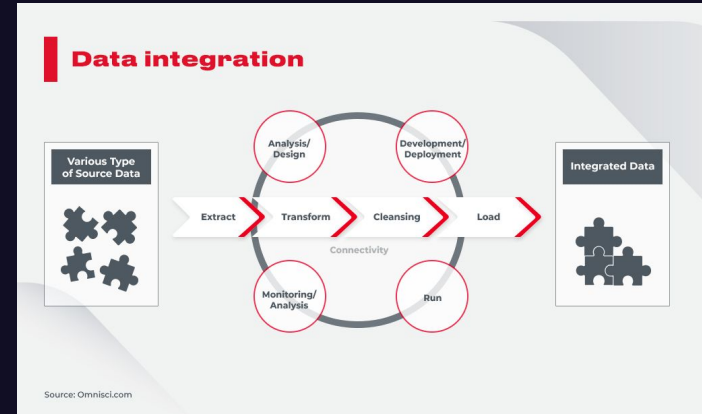 Data integration
Various Type
of Source Data
Analysis/
Design
Development/
Deployment
Integrated Data
Extract
Transform
Cleansing
Load
Connectivity
Monitoring/
Analysis
Run
Source: Omnisci.com